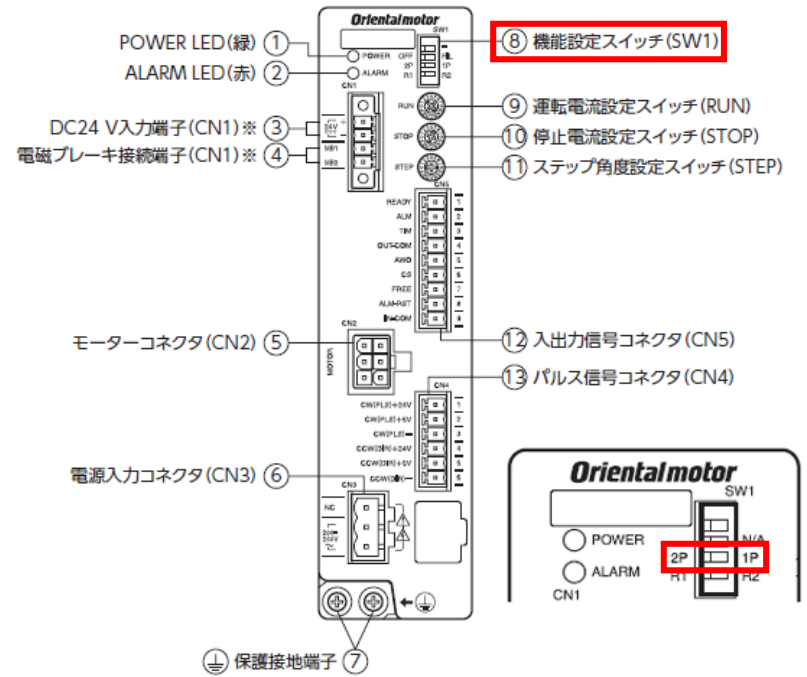 Orientalmotor
SW1
POWER LED(緑) ①
ALARM LED(赤) ②
POWER
ALARM
OFF
FIL
2P
1P
R1
R2
⑧ 機能設定スイッチ(SW1)
CN1
DC24 V入力端子(CN1)※ ③
電磁ブレーキ接続端子(CN1)※ ④
24V
+
MB1
MB2
RUN
STOP
STEP
⑨ 運転電流設定スイッチ(RUN)
⑩ 停止電流設定スイッチ(STOP)
⑪ ステップ角度設定スイッチ(STEP)
CN5
READY 1
ALM 2
TIM 3
OUT-COM 4
AWO 5
CS 6
FREE 7
ALM-RST 8
IN-COM 9
モーターコネクタ(CN2) ⑤
CN2
MOTOR
⑫ 入出力信号コネクタ(CN5)
⑬ パルス信号コネクタ(CN4)
CN4
CW(PLS)+24V 1
CW(PLS)+5V 2
CW(PLS)− 3
CCW(DIR)+24V 4
CCW(DIR)+5V 5
CCW(DIR)− 6
電源入力コネクタ(CN3) ⑥
CN3
NC
200-
240V
保護接地端子 ⑦
Orientalmotor
SW1
POWER
N/A
2P
1P
ALARM
R1
R2
CN1